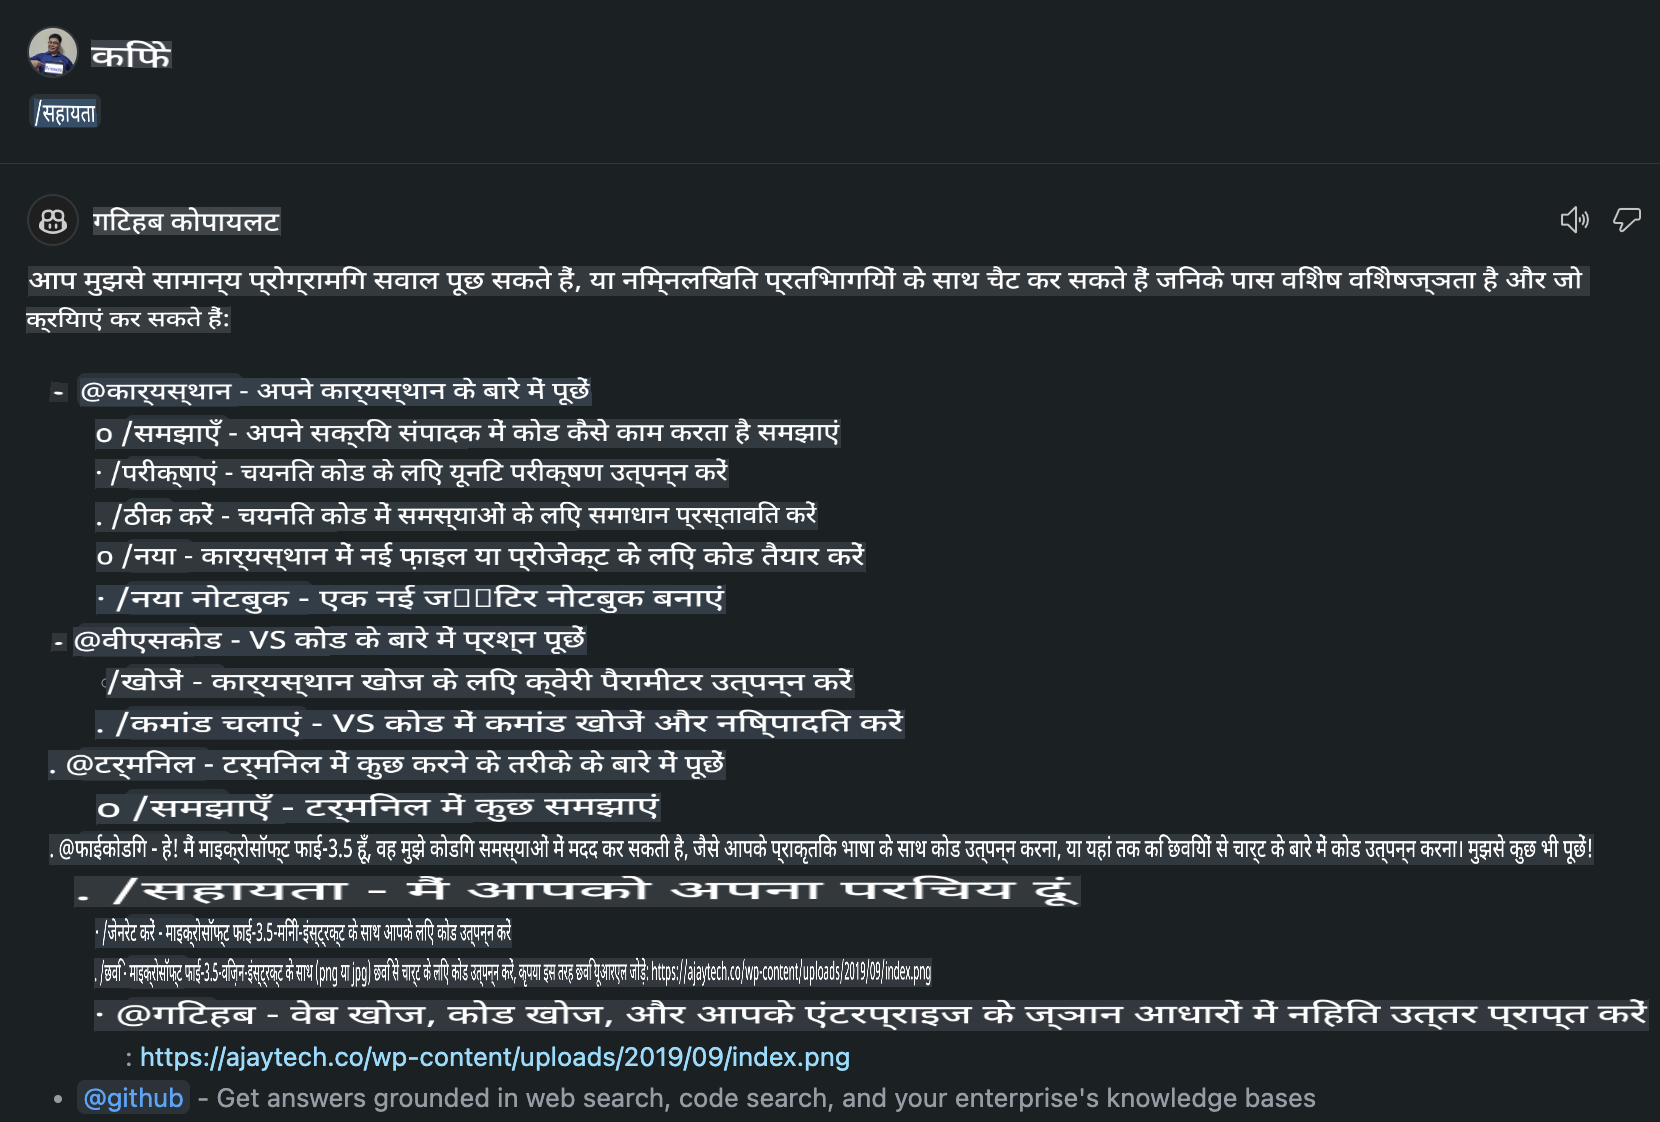 कफि
/सहायता
गटिहब कोपायलट
आप मुझसे सामान्य प्रोग्रामगि सवाल पूछ सकते हैं, या नमि्नलखिति प्रतभािगयिों के साथ चैट कर सकते हैं जनिके पास वशिेष वशिेषज्ञता है और जो
क्रयिाएं कर सकते हैं:
- @कार्यस्थान - अपने कार्यस्थान के बारे में पूछें
o /समझाएँ - अपने सक्रयि संपादक में कोड कैसे काम करता है समझाएं
· /परीक्षाएं - चयनति कोड के लएि यूनटि परीक्षण उत्पन्न करें
. /ठीक करें - चयनति कोड में समस्याओं के लएि समाधान प्रस्तावति करें
o /नया - कार्यस्थान में नई फ़ाइल या प्रोजेक्ट के लएि कोड तैयार करें
· /नया नोटबुक - एक नई ज□□टिर नोटबुक बनाएं
- @वीएसकोड - VS कोड के बारे में प्रश्न पूछें
/खोजें - कार्यस्थान खोज के लएि क्वेरी पैरामीटर उत्पन्न करें
. /कमांड चलाएं - VS कोड में कमांड खोजें और नषि्पादति करें
. @टर्मनिल - टर्मनिल में कुछ करने के तरीके के बारे में पूछें
o /समझाएँ - टर्मनिल में कुछ समझाएं
. @फाईकोडगि - हे! मैं माइक्रोसॉफ्ट फाई-3.5 हूँ, वह मुझे कोडगि समस्याओं में मदद कर सकती है, जैसे आपके प्राकृतकि भाषा के साथ कोड उत्पन्न करना, या यहां तक कि छवयिों से चार्ट के बारे में कोड उत्पन्न करना। मुझसे कुछ भी पूछें!
. /सहायता - मैं आपको अपना परचिय दूं
· /जेनरेट करें - माइक्रोसॉफ्ट फाई-3.5-मनिी-इंस्ट्रक्ट के साथ आपके लएि कोड उत्पन्न करें
. /छवि - माइक्रोसॉफ्ट फाई-3.5-वज़िन-इंस्ट्रक्ट के साथ (png या jpg) छवि से चार्ट के लएि कोड उत्पन्न करें, कृपया इस तरह छवि यूआरएल जोड़ें: https://ajaytech.co/wp-content/uploads/2019/09/index.png
· @गटिहब - वेब खोज, कोड खोज, और आपके एंटरप्राइज के ज्ञान आधारों में नहिति उत्तर प्राप्त करें
: https://ajaytech.co/wp-content/uploads/2019/09/index.png
• @github - Get answers grounded in web search, code search, and your enterprise's knowledge bases